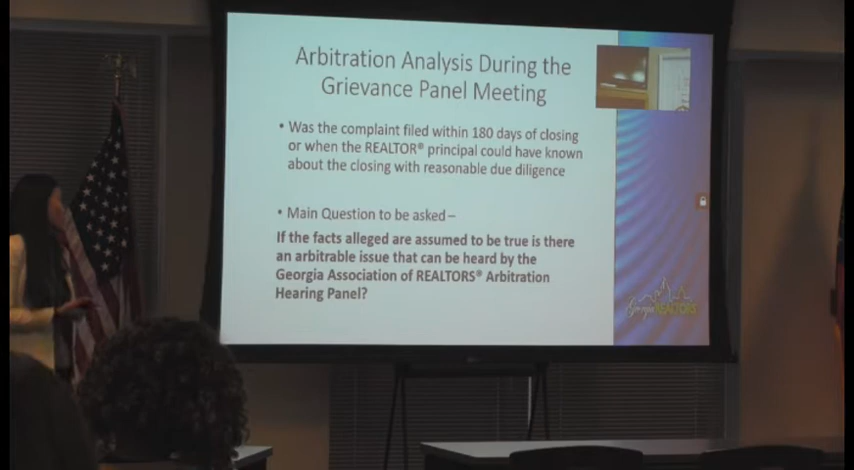 Arbitration Analysis During the
Grievance Panel Meeting
• Was the complaint filed within 180 days of closing
or when the REALTOR® principal could have known
about the closing with reasonable due diligence
• Main Question to be asked –
If the facts alleged are assumed to be true is there
an arbitrable issue that can be heard by the
Georgia Association of REALTORS® Arbitration
Hearing Panel?
Georgia REALTORS